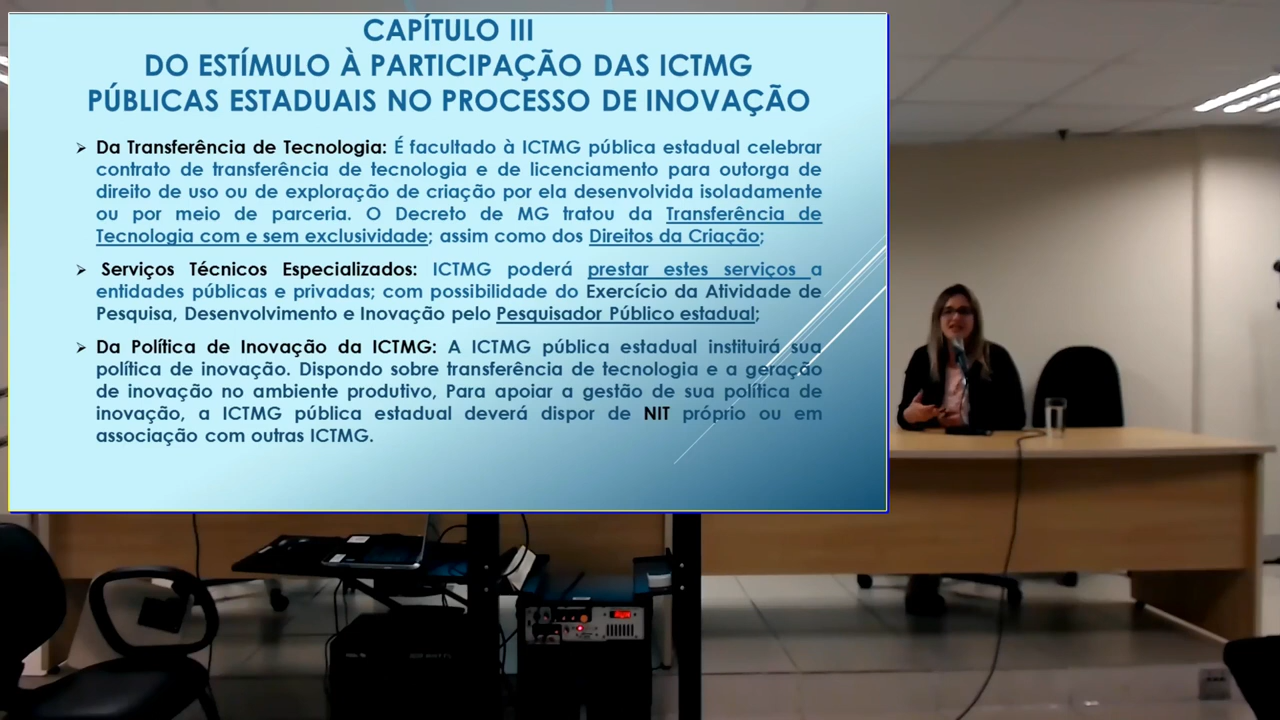 CAPÍTULO III
DO ESTÍMULO À PARTICIPAÇÃO DAS ICTMG
PÚBLICAS ESTADUAIS NO PROCESSO DE INOVAÇÃO
➢ Da Transferência de Tecnologia: É facultado à ICTMG pública estadual celebrar
contrato de transferência de tecnologia e de licenciamento para outorga de
direito de uso ou de exploração de criação por ela desenvolvida isoladamente
ou por meio de parceria. O Decreto de MG tratou da Transferência de
Tecnologia com e sem exclusividade; assim como dos Direitos da Criação;
➢ Serviços Técnicos Especializados: ICTMG poderá prestar estes serviços a
entidades públicas e privadas; com possibilidade do Exercício da Atividade de
Pesquisa, Desenvolvimento e Inovação pelo Pesquisador Público estadual;
➢ Da Política de Inovação da ICTMG: A ICTMG pública estadual instituirá sua
política de inovação. Dispondo sobre transferência de tecnologia e a geração
de inovação no ambiente produtivo, Para apoiar a gestão de sua política de
inovação, a ICTMG pública estadual deverá dispor de NIT próprio ou em
associação com outras ICTMG.